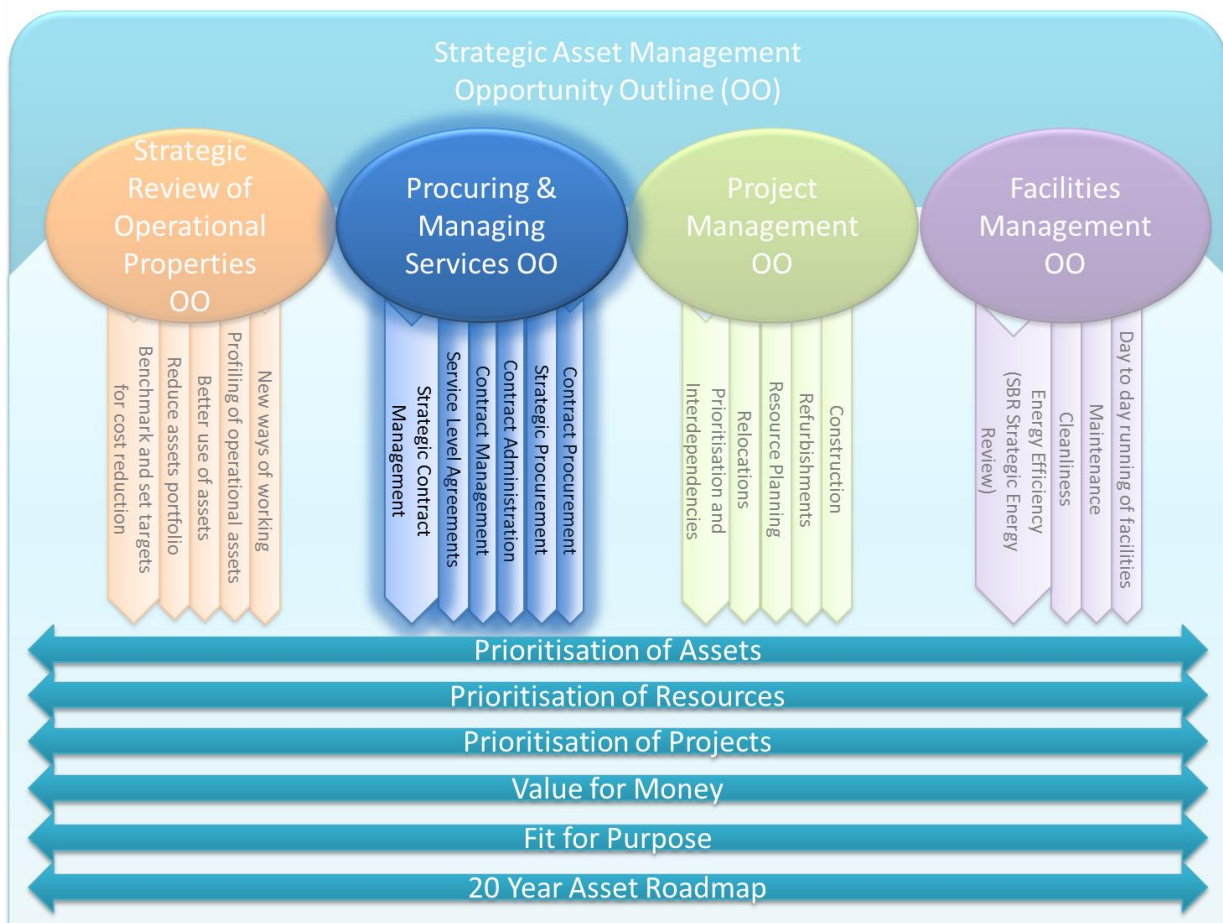 Strategic Asset Management
Opportunity Outline (OO)
Strategic
Review of
Operational
Properties
OO
Procuring &
Managing
Services OO
Project
Management
OO
Facilities
Management
OO
Benchmark and set targets
for cost reduction
Reduce assets portfolio
Better use of assets
Profiling of operational assets
New ways of working
Strategic Contract
Management
Service Level Agreements
Contract Management
Contract Administration
Strategic Procurement
Contract Procurement
Prioritisation and
Interdependencies
Relocations
Resource Planning
Refurbishments
Construction
Energy Efficiency
(SBR Strategic Energy
Review)
Cleanliness
Maintenance
Day to day running of facilities
Prioritisation of Assets
Prioritisation of Resources
Prioritisation of Projects
Value for Money
Fit for Purpose
20 Year Asset Roadmap